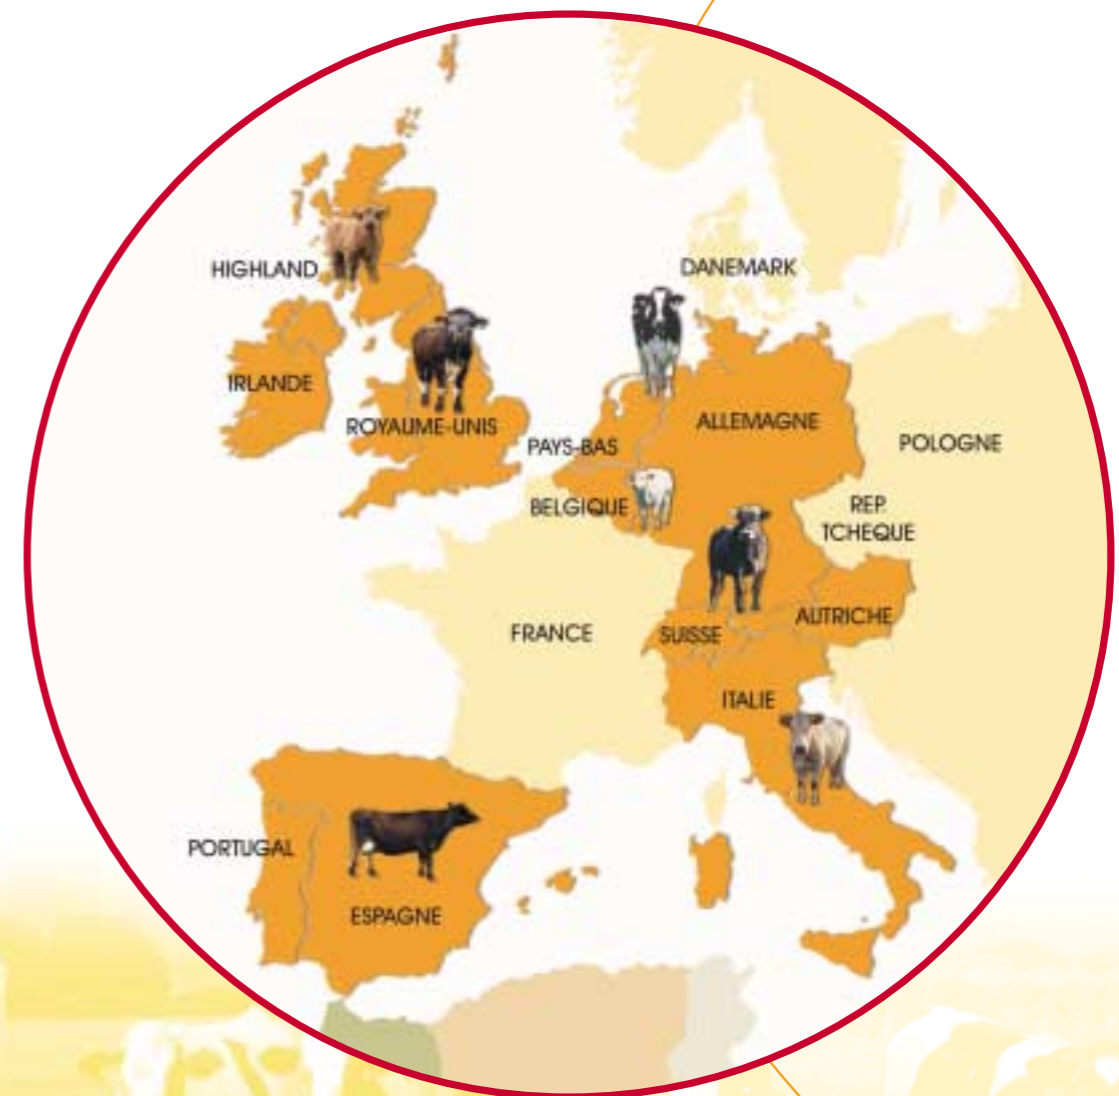 HIGHLAND
DANEMARK
IRLANDE
ROYAUME-UNIS
ALLEMAGNE
PAYS-BAS
POLOGNE
BELGIQUE
REP.
TCHEQUE
AUTRICHE
FRANCE
SUISSE
ITALIE
PORTUGAL
ESPAGNE